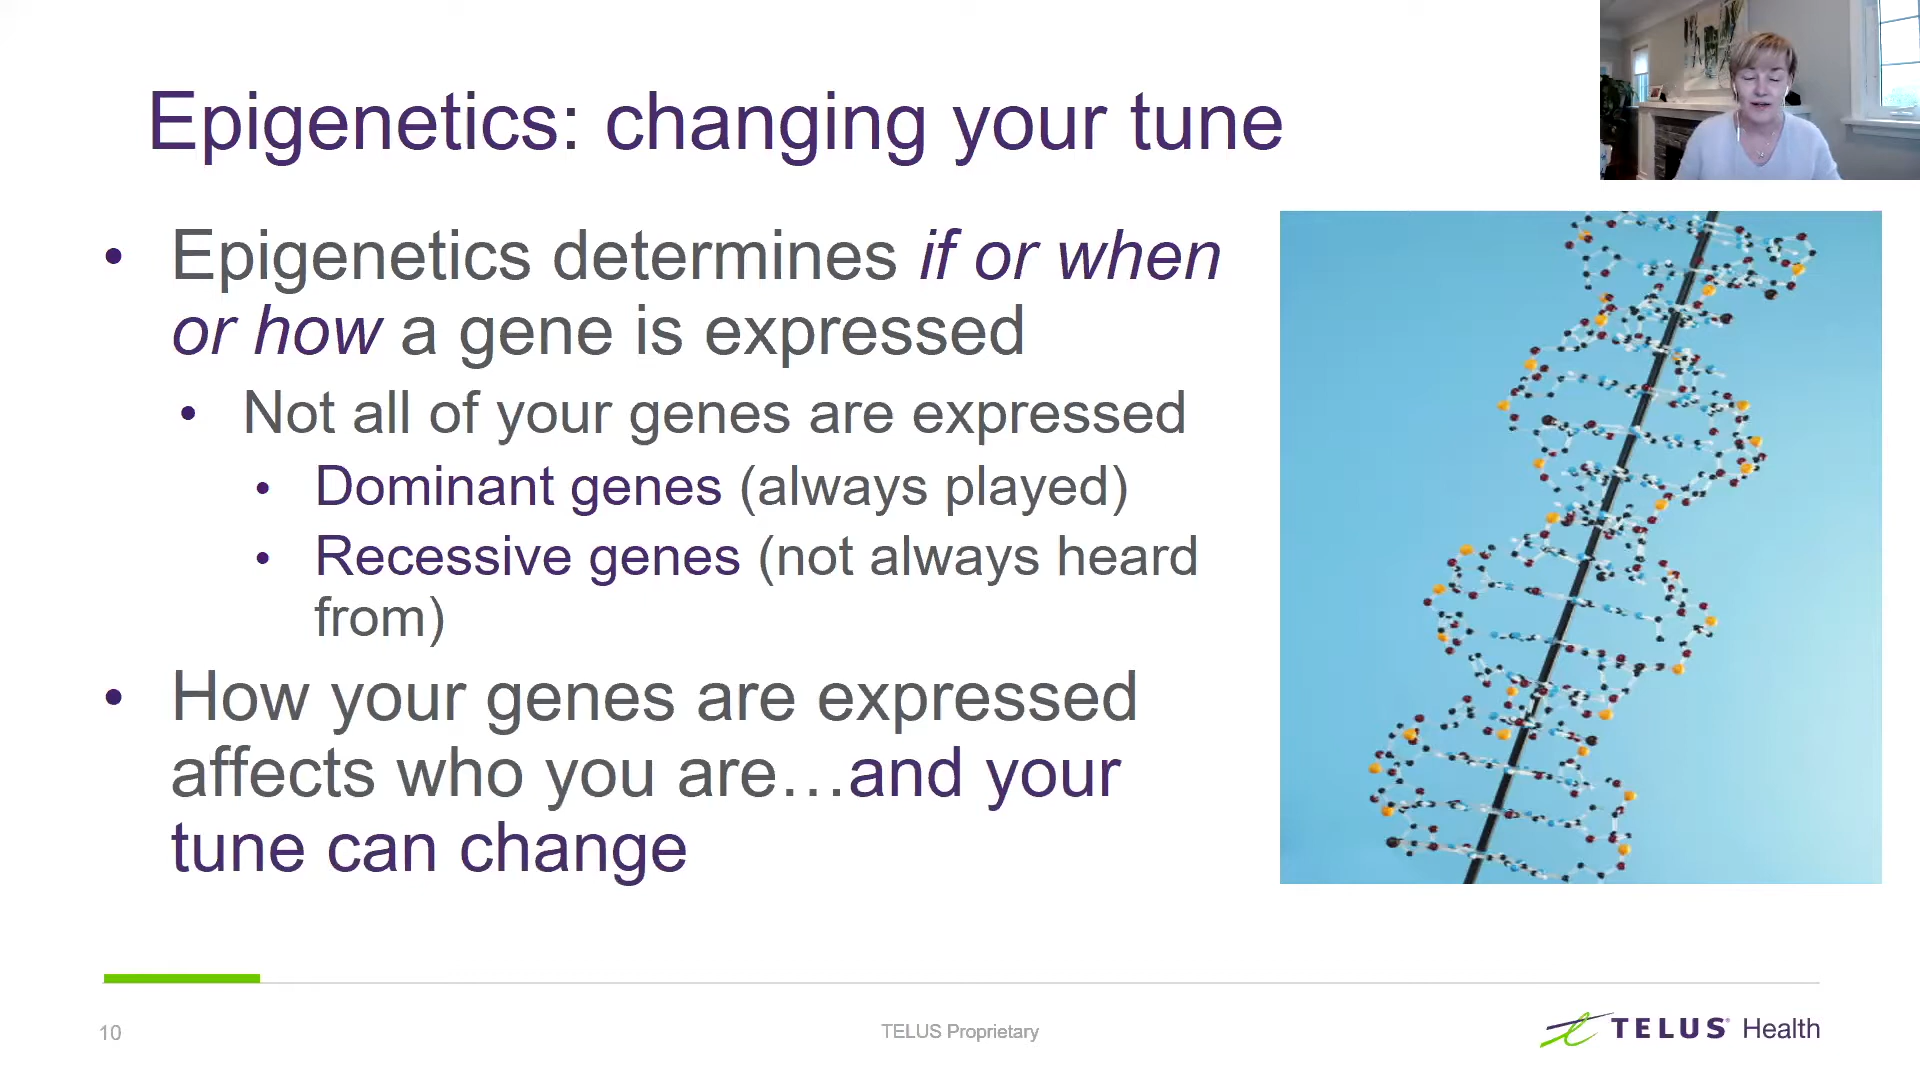 Epigenetics: changing your tune
• Epigenetics determines if or when
or how a gene is expressed
• Not all of your genes are expressed
• Dominant genes (always played)
• Recessive genes (not always heard
from)
• How your genes are expressed
affects who you are…and your
tune can change
10
TELUS Proprietary
TELUS® Health